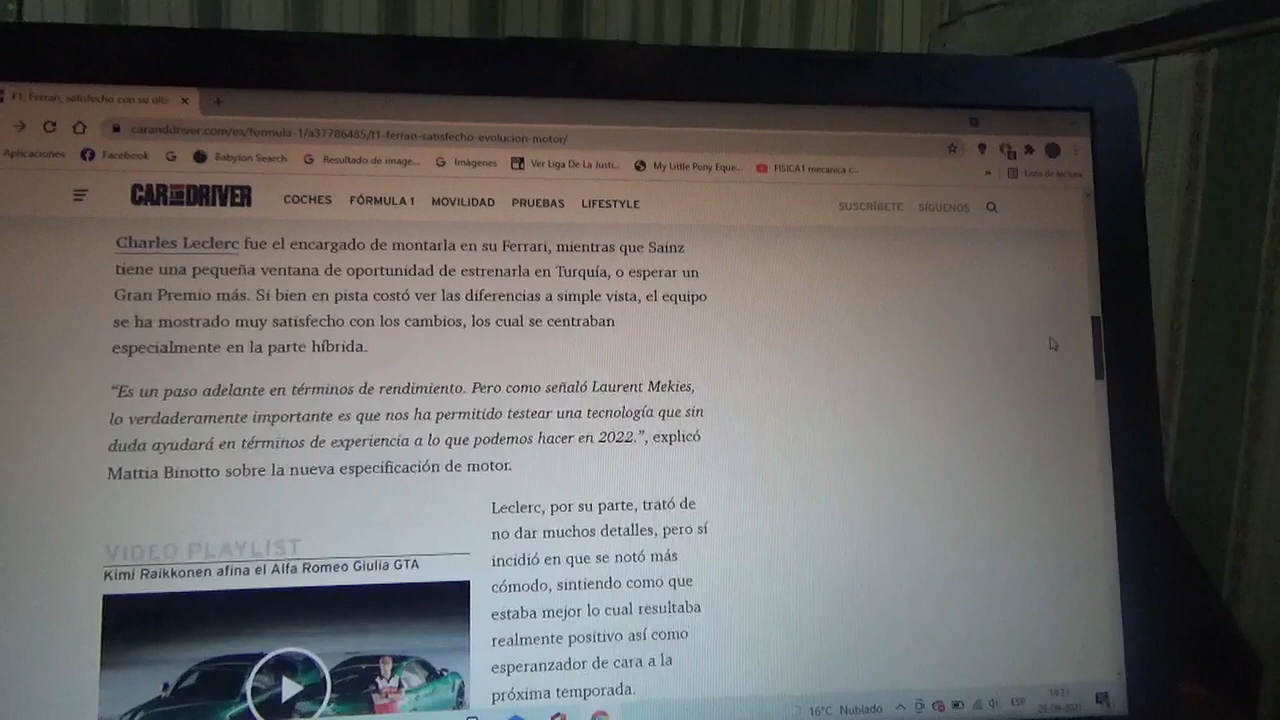 F1: Ferrari, satisfecho con su últi
caranddriver.com/es/formula-1/a37786485/f1-ferrari-satisfecho-evolucion-motor/
Aplicaciones Facebook Babylon Search Resultado de image... Imágenes Ver Liga De La Justi... My Little Pony Eque... FISICA1 mecanica c... » Lista de lectura
CAR AND DRIVER COCHES FÓRMULA 1 MOVILIDAD PRUEBAS LIFESTYLE SUSCRÍBETE SÍGUENOS
Charles Leclerc fue el encargado de montarla en su Ferrari, mientras que Sainz
tiene una pequeña ventana de oportunidad de estrenarla en Turquía, o esperar un
Gran Premio más. Si bien en pista costó ver las diferencias a simple vista, el equipo
se ha mostrado muy satisfecho con los cambios, los cual se centraban
especialmente en la parte híbrida.
“Es un paso adelante en términos de rendimiento. Pero como señaló Laurent Mekies,
lo verdaderamente importante es que nos ha permitido testear una tecnología que sin
duda ayudará en términos de experiencia a lo que podemos hacer en 2022.”, explicó
Mattia Binotto sobre la nueva especificación de motor.
VIDEO PLAYLIST
Kimi Raikkonen afina el Alfa Romeo Giulia GTA
Leclerc, por su parte, trató de
no dar muchos detalles, pero sí
incidió en que se notó más
cómodo, sintiendo como que
estaba mejor lo cual resultaba
realmente positivo así como
esperanzador de cara a la
próxima temporada.
16°C Nublado ESP